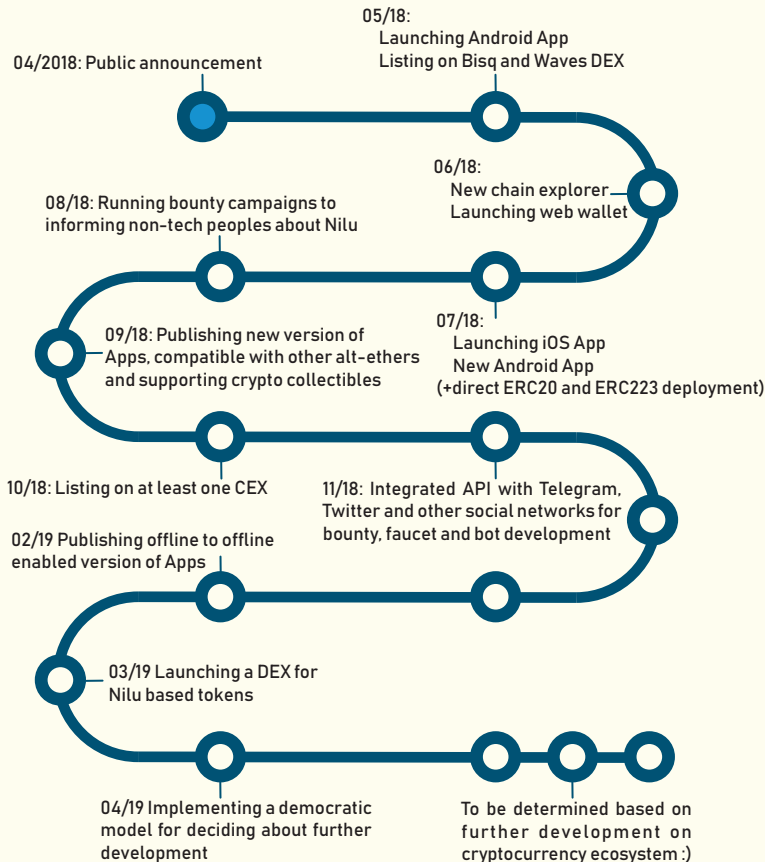 04/2018: Public announcement
05/18:
Launching Android App
Listing on Bisq and Waves DEX
06/18:
New chain explorer
Launching web wallet
07/18:
Launching iOS App
New Android App
(+direct ERC20 and ERC223 deployment)
08/18: Running bounty campaigns to
informing non-tech peoples about Nilu
09/18: Publishing new version of
Apps, compatible with other alt-ethers
and supporting crypto collectibles
10/18: Listing on at least one CEX
11/18: Integrated API with Telegram,
Twitter and other social networks for
bounty, faucet and bot development
02/19 Publishing offline to offline
enabled version of Apps
03/19 Launching a DEX for
Nilu based tokens
04/19 Implementing a democratic
model for deciding about further
development
To be determined based on
further development on
cryptocurrency ecosystem :)